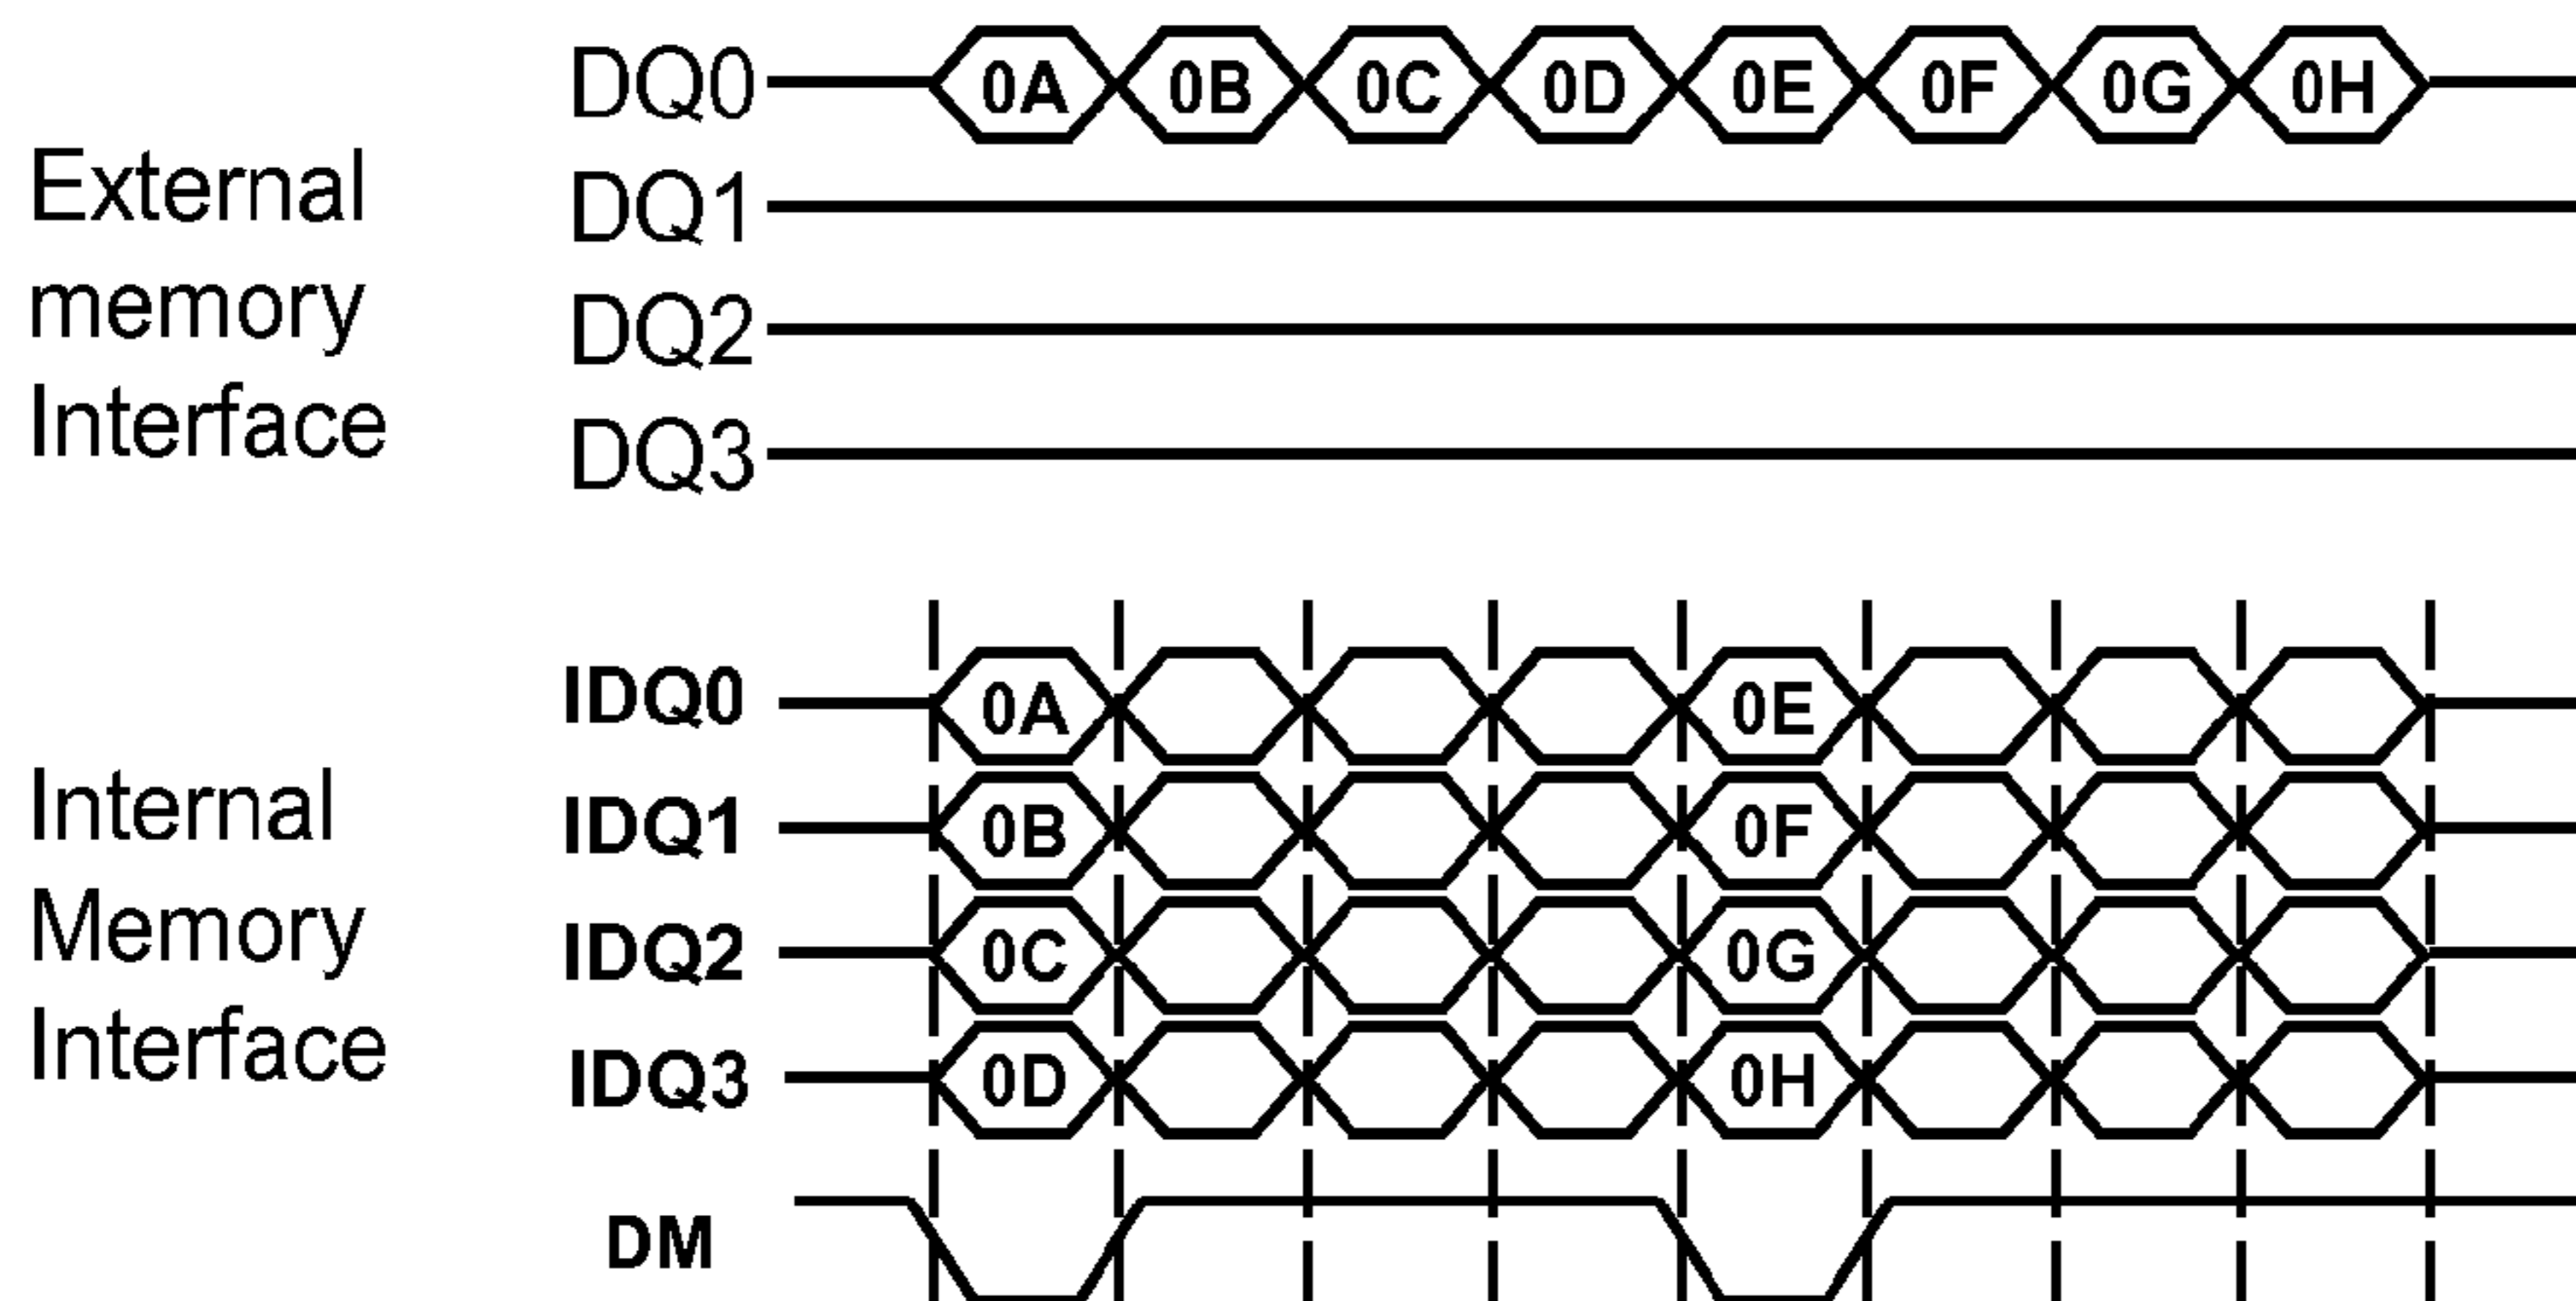 DQ0 0A 0B 0C 0D 0E 0F 0G 0H
External
memory
Interface
DQ1
DQ2
DQ3
IDQ0 0A 0E
IDQ1 0B 0F
IDQ2 0C 0G
IDQ3 0D 0H
Internal
Memory
Interface
DM